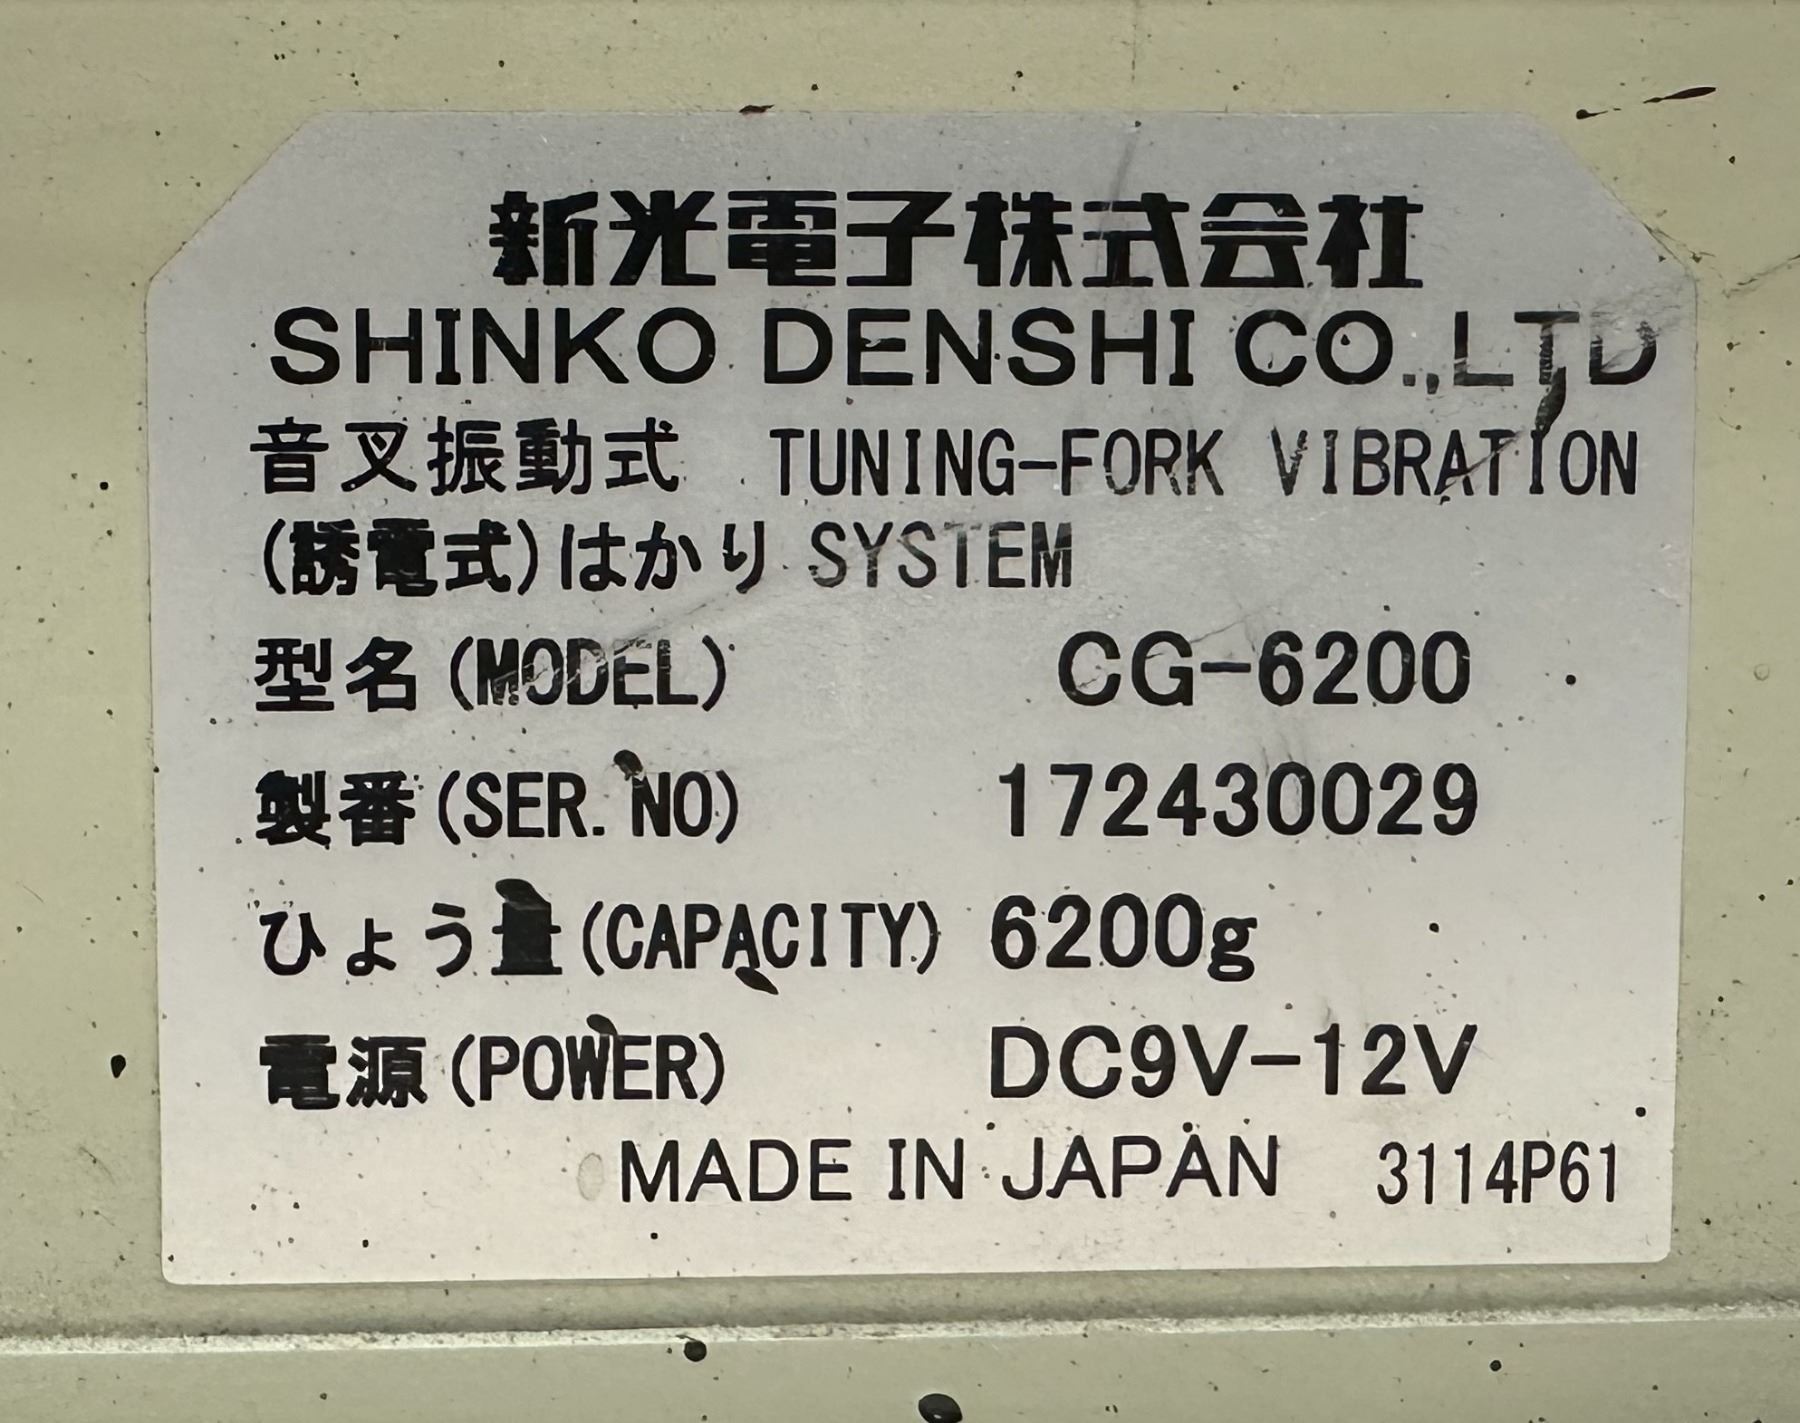 新光電子株式会社
SHINKO DENSHI CO.,LTD
音叉振動式 TUNING-FORK VIBRATION
(誘電式)はかり SYSTEM
型名(MODEL) CG-6200
製番(SER. NO) 172430029
ひょう量(CAPACITY) 6200g
電源(POWER) DC9V-12V
MADE IN JAPAN 3114P61